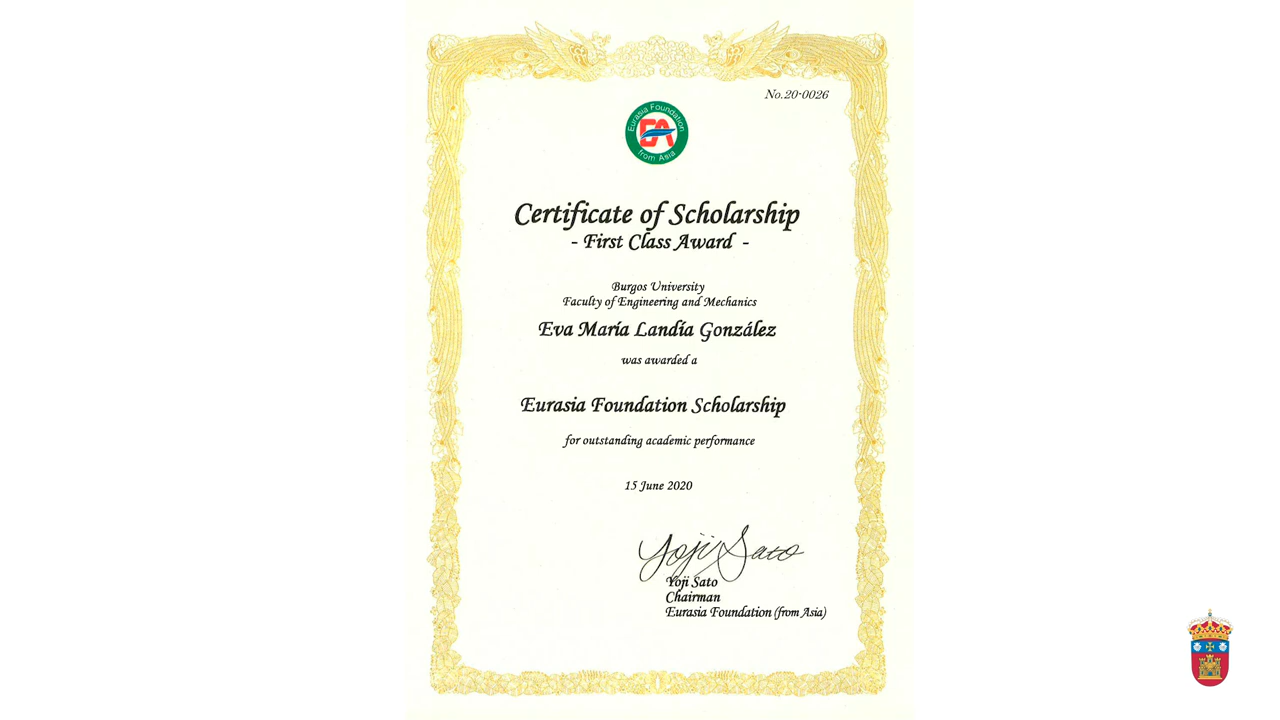 No.20-0026
Eurasia Foundation
EA
from Asia
Certificate of Scholarship
- First Class Award -
Burgos University
Faculty of Engineering and Mechanics
Eva María Landía González
was awarded a
Eurasia Foundation Scholarship
for outstanding academic performance
15 June 2020
Yoji Sato
Yoji Sato
Chairman
Eurasia Foundation (from Asia)